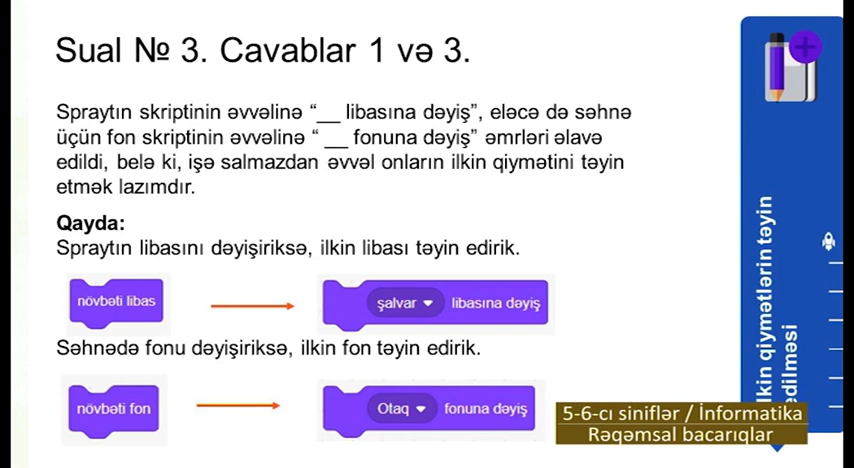 Sual № 3. Cavablar 1 və 3.
Spraytın skriptinin əvvəlinə “__ libasına dəyiş”, eləcə də səhnə
üçün fon skriptinin əvvəlinə “ __ fonuna dəyiş” əmrləri əlavə
edildi, belə ki, işə salmazdan əvvəl onların ilkin qiymətini təyin
etmək lazımdır.
Qayda:
Spraytın libasını dəyişiriksə, ilkin libası təyin edirik.
növbəti libas
şalvar libasına dəyiş
Səhnədə fonu dəyişiriksə, ilkin fon təyin edirik.
növbəti fon
Otaq fonuna dəyiş
lkin qiymətlərin təyin
edilməsi
5-6-cı siniflər / İnformatika
Rəqəmsal bacarıqlar